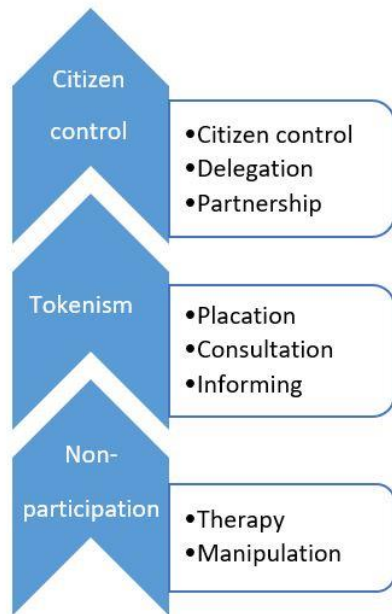 Citizen
control
•Citizen control
•Delegation
•Partnership
Tokenism
•Placation
•Consultation
•Informing
Non-
participation
•Therapy
•Manipulation